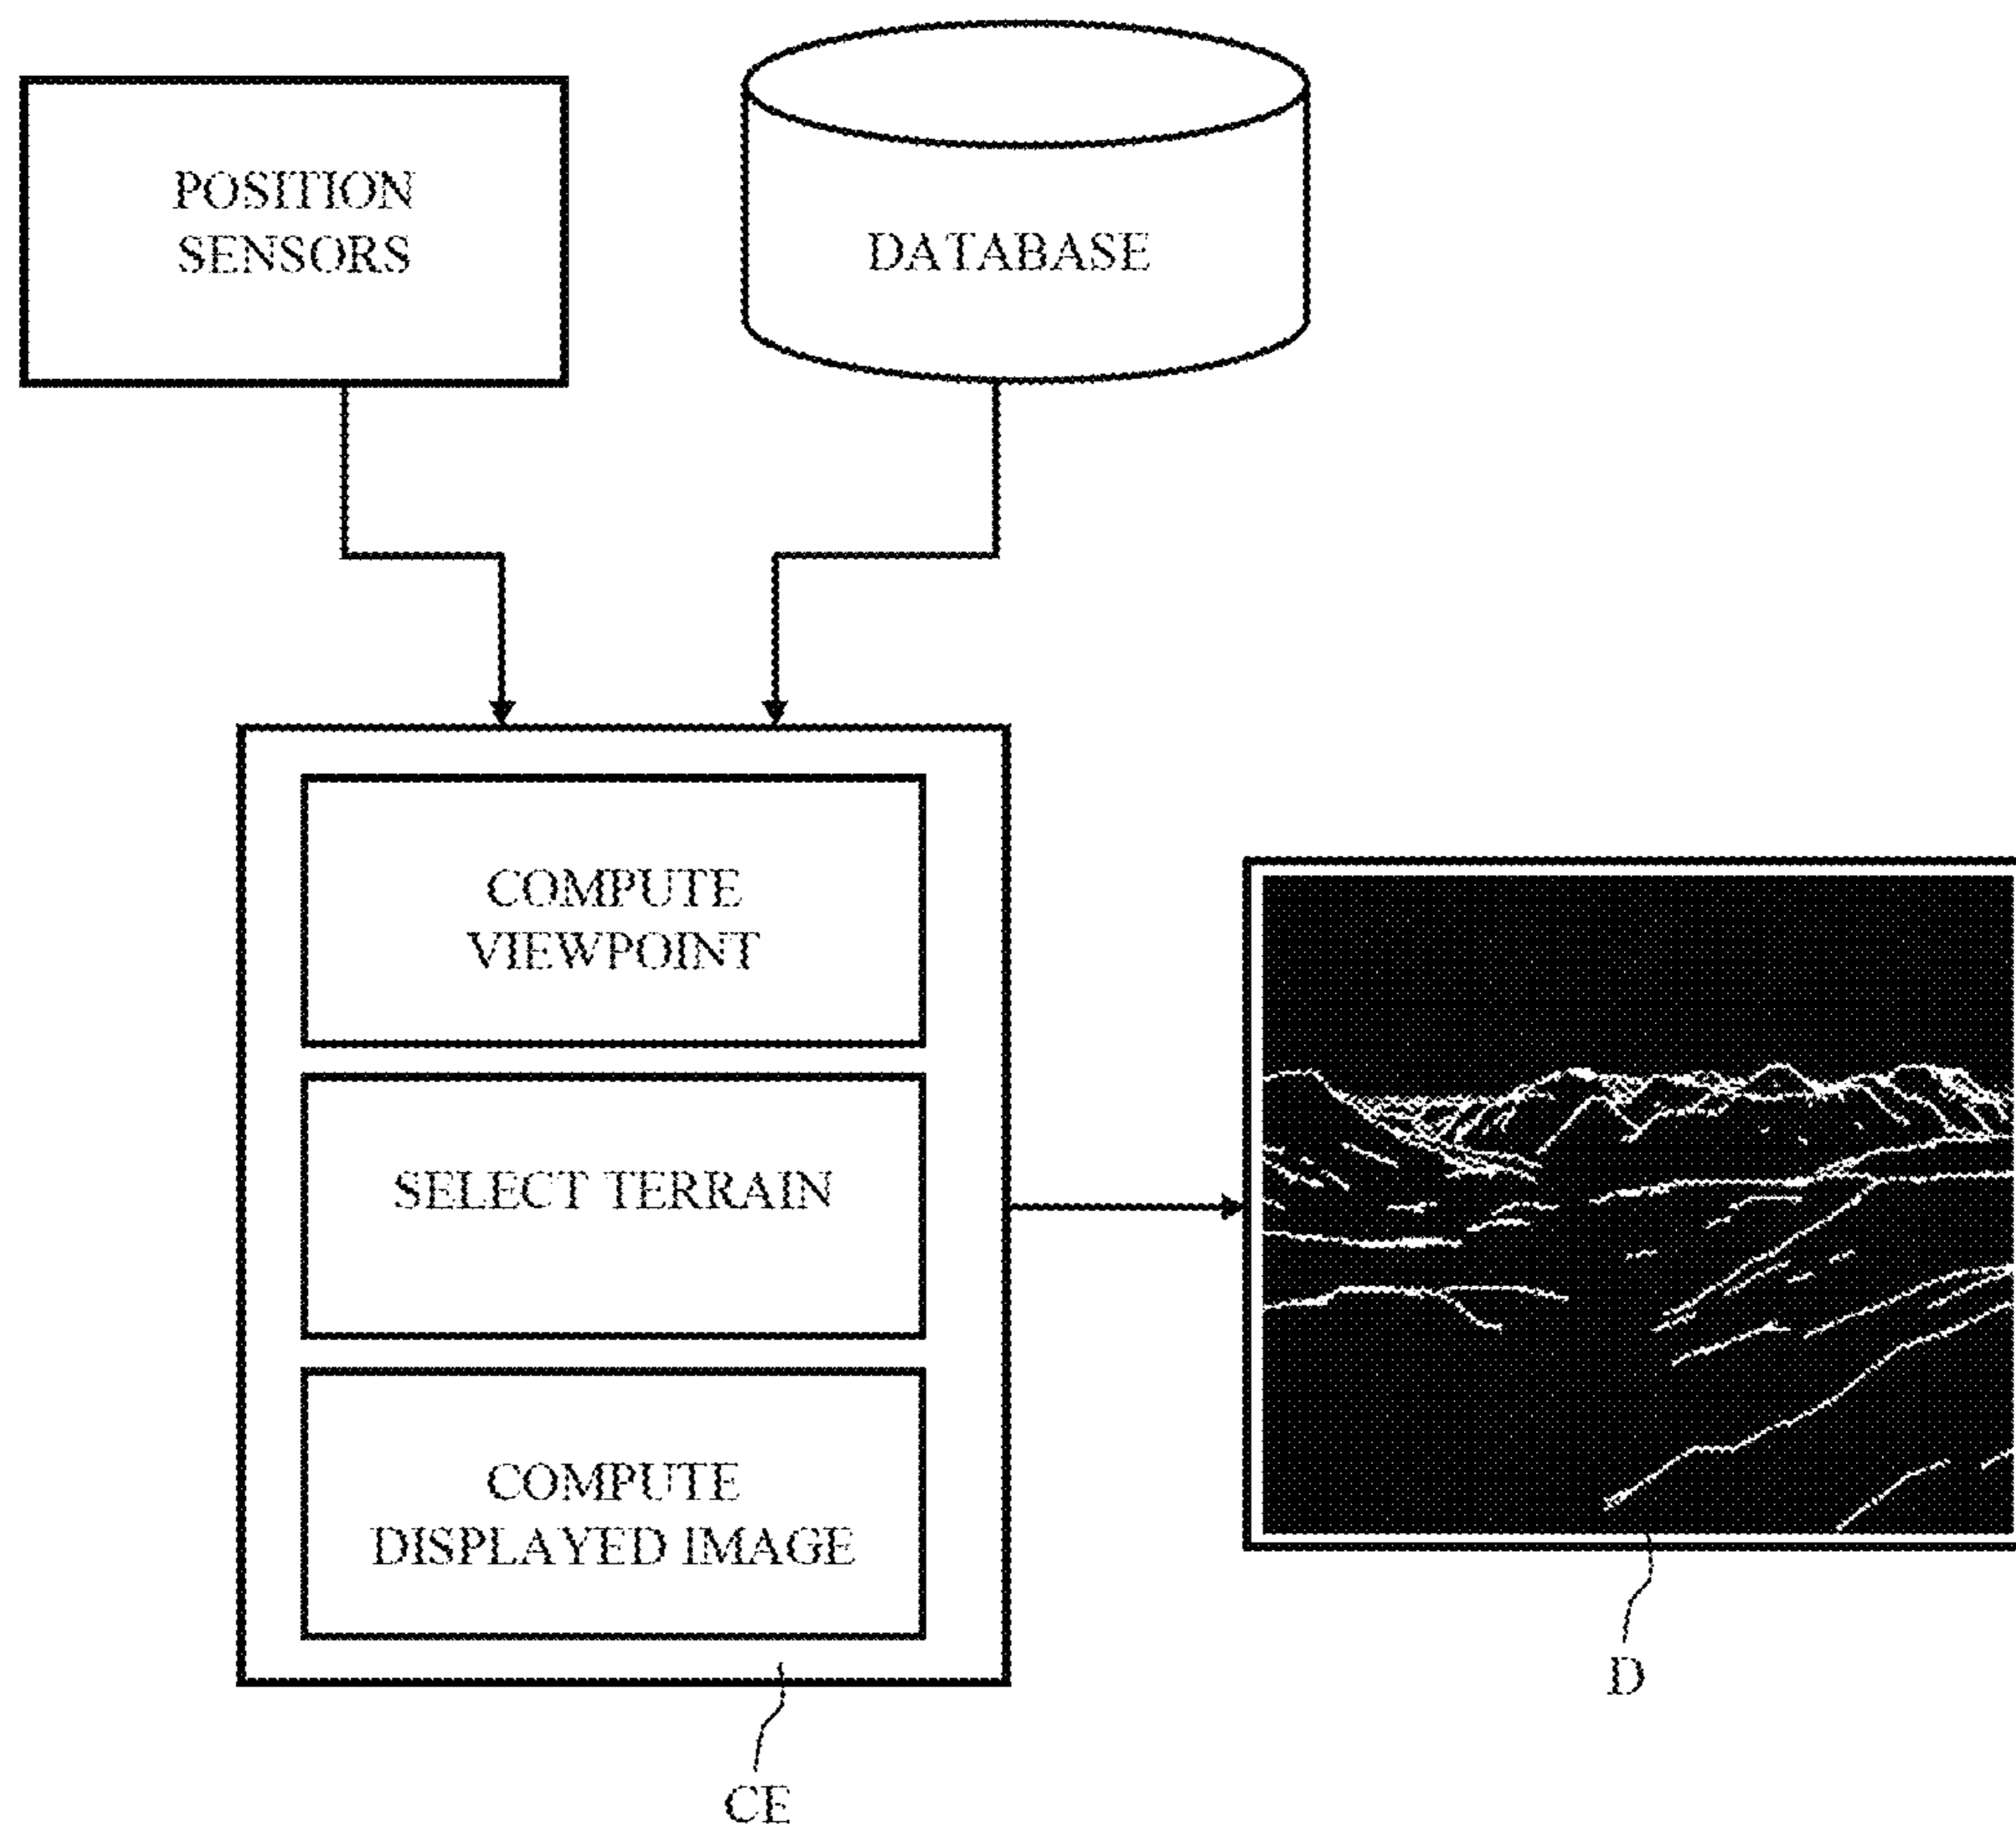 POSITION
SENSORS
DATABASE
COMPUTE
VIEWPOINT
SELECT TERRAIN
COMPUTE
DISPLAYED IMAGE
D
CE